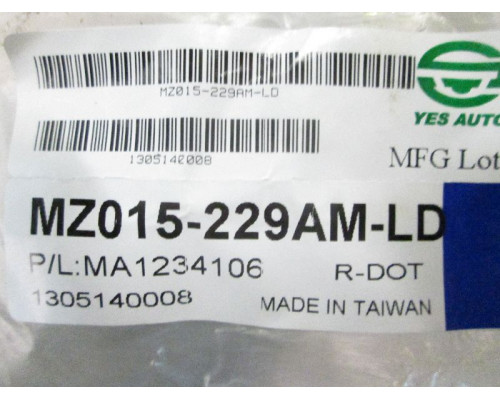 MZ015-229AM-LD
YES AUTO
1305140008
MFG Lot
MZ015-229AM-LD
P/L:MA1234106 R-DOT
1305140008 MADE IN TAIWAN